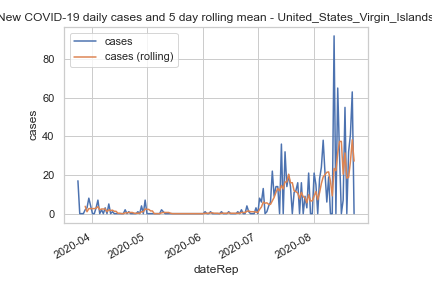 New COVID-19 daily cases and 5 day rolling mean - United_States_Virgin_Islands
cases
cases (rolling)
cases
80
60
40
20
0
2020-04
2020-05
2020-06
2020-07
2020-08
dateRep